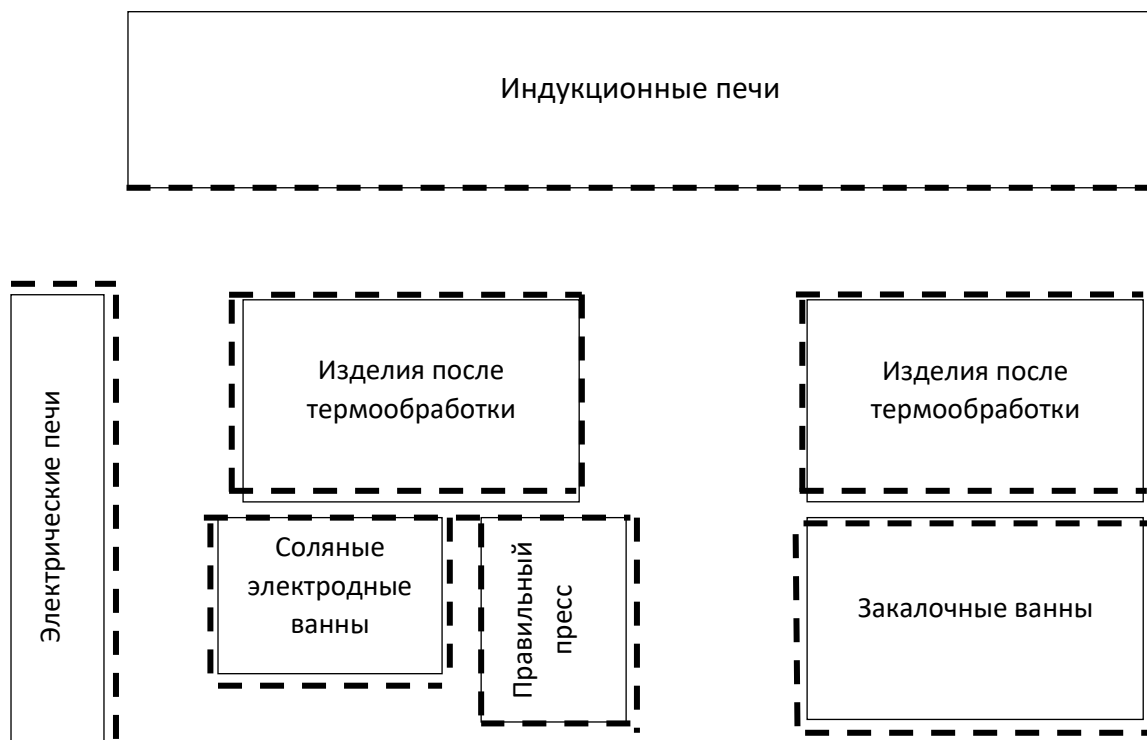 Индукционные печи
Электрические печи
Изделия после
термообработки
Изделия после
термообработки
Соляные
электродные
ванны
Правильный
пресс
Закалочные ванны